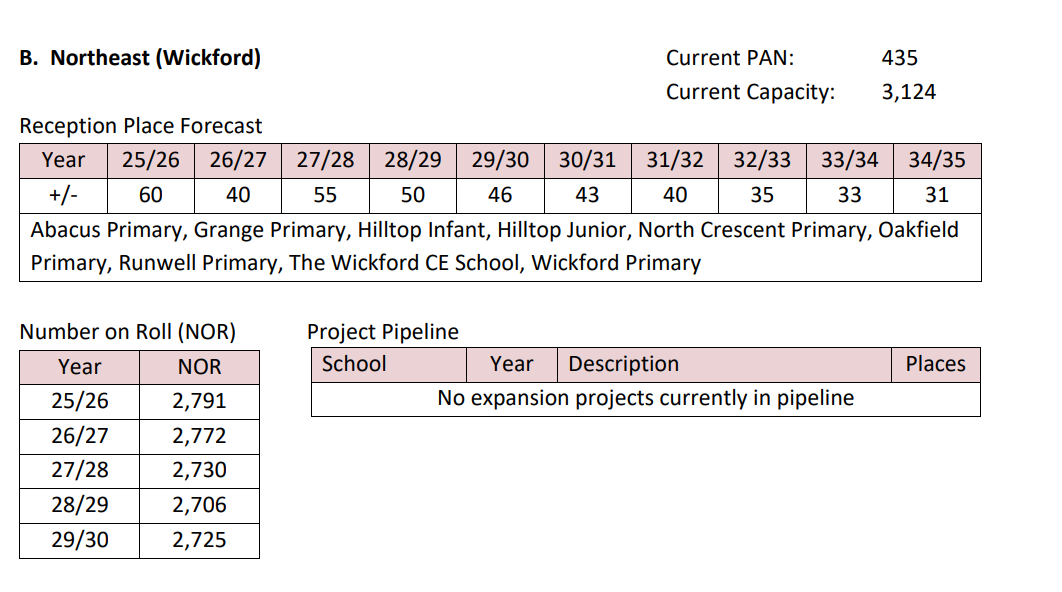 B. Northeast (Wickford)
Current PAN: 435
Current Capacity: 3,124
Reception Place Forecast
Year 25/26 26/27 27/28 28/29 29/30 30/31 31/32 32/33 33/34 34/35
+/- 60 40 55 50 46 43 40 35 33 31
Abacus Primary, Grange Primary, Hilltop Infant, Hilltop Junior, North Crescent Primary, Oakfield
Primary, Runwell Primary, The Wickford CE School, Wickford Primary
Number on Roll (NOR)
Year NOR
25/26 2,791
26/27 2,772
27/28 2,730
28/29 2,706
29/30 2,725
Project Pipeline
School Year Description Places
No expansion projects currently in pipeline